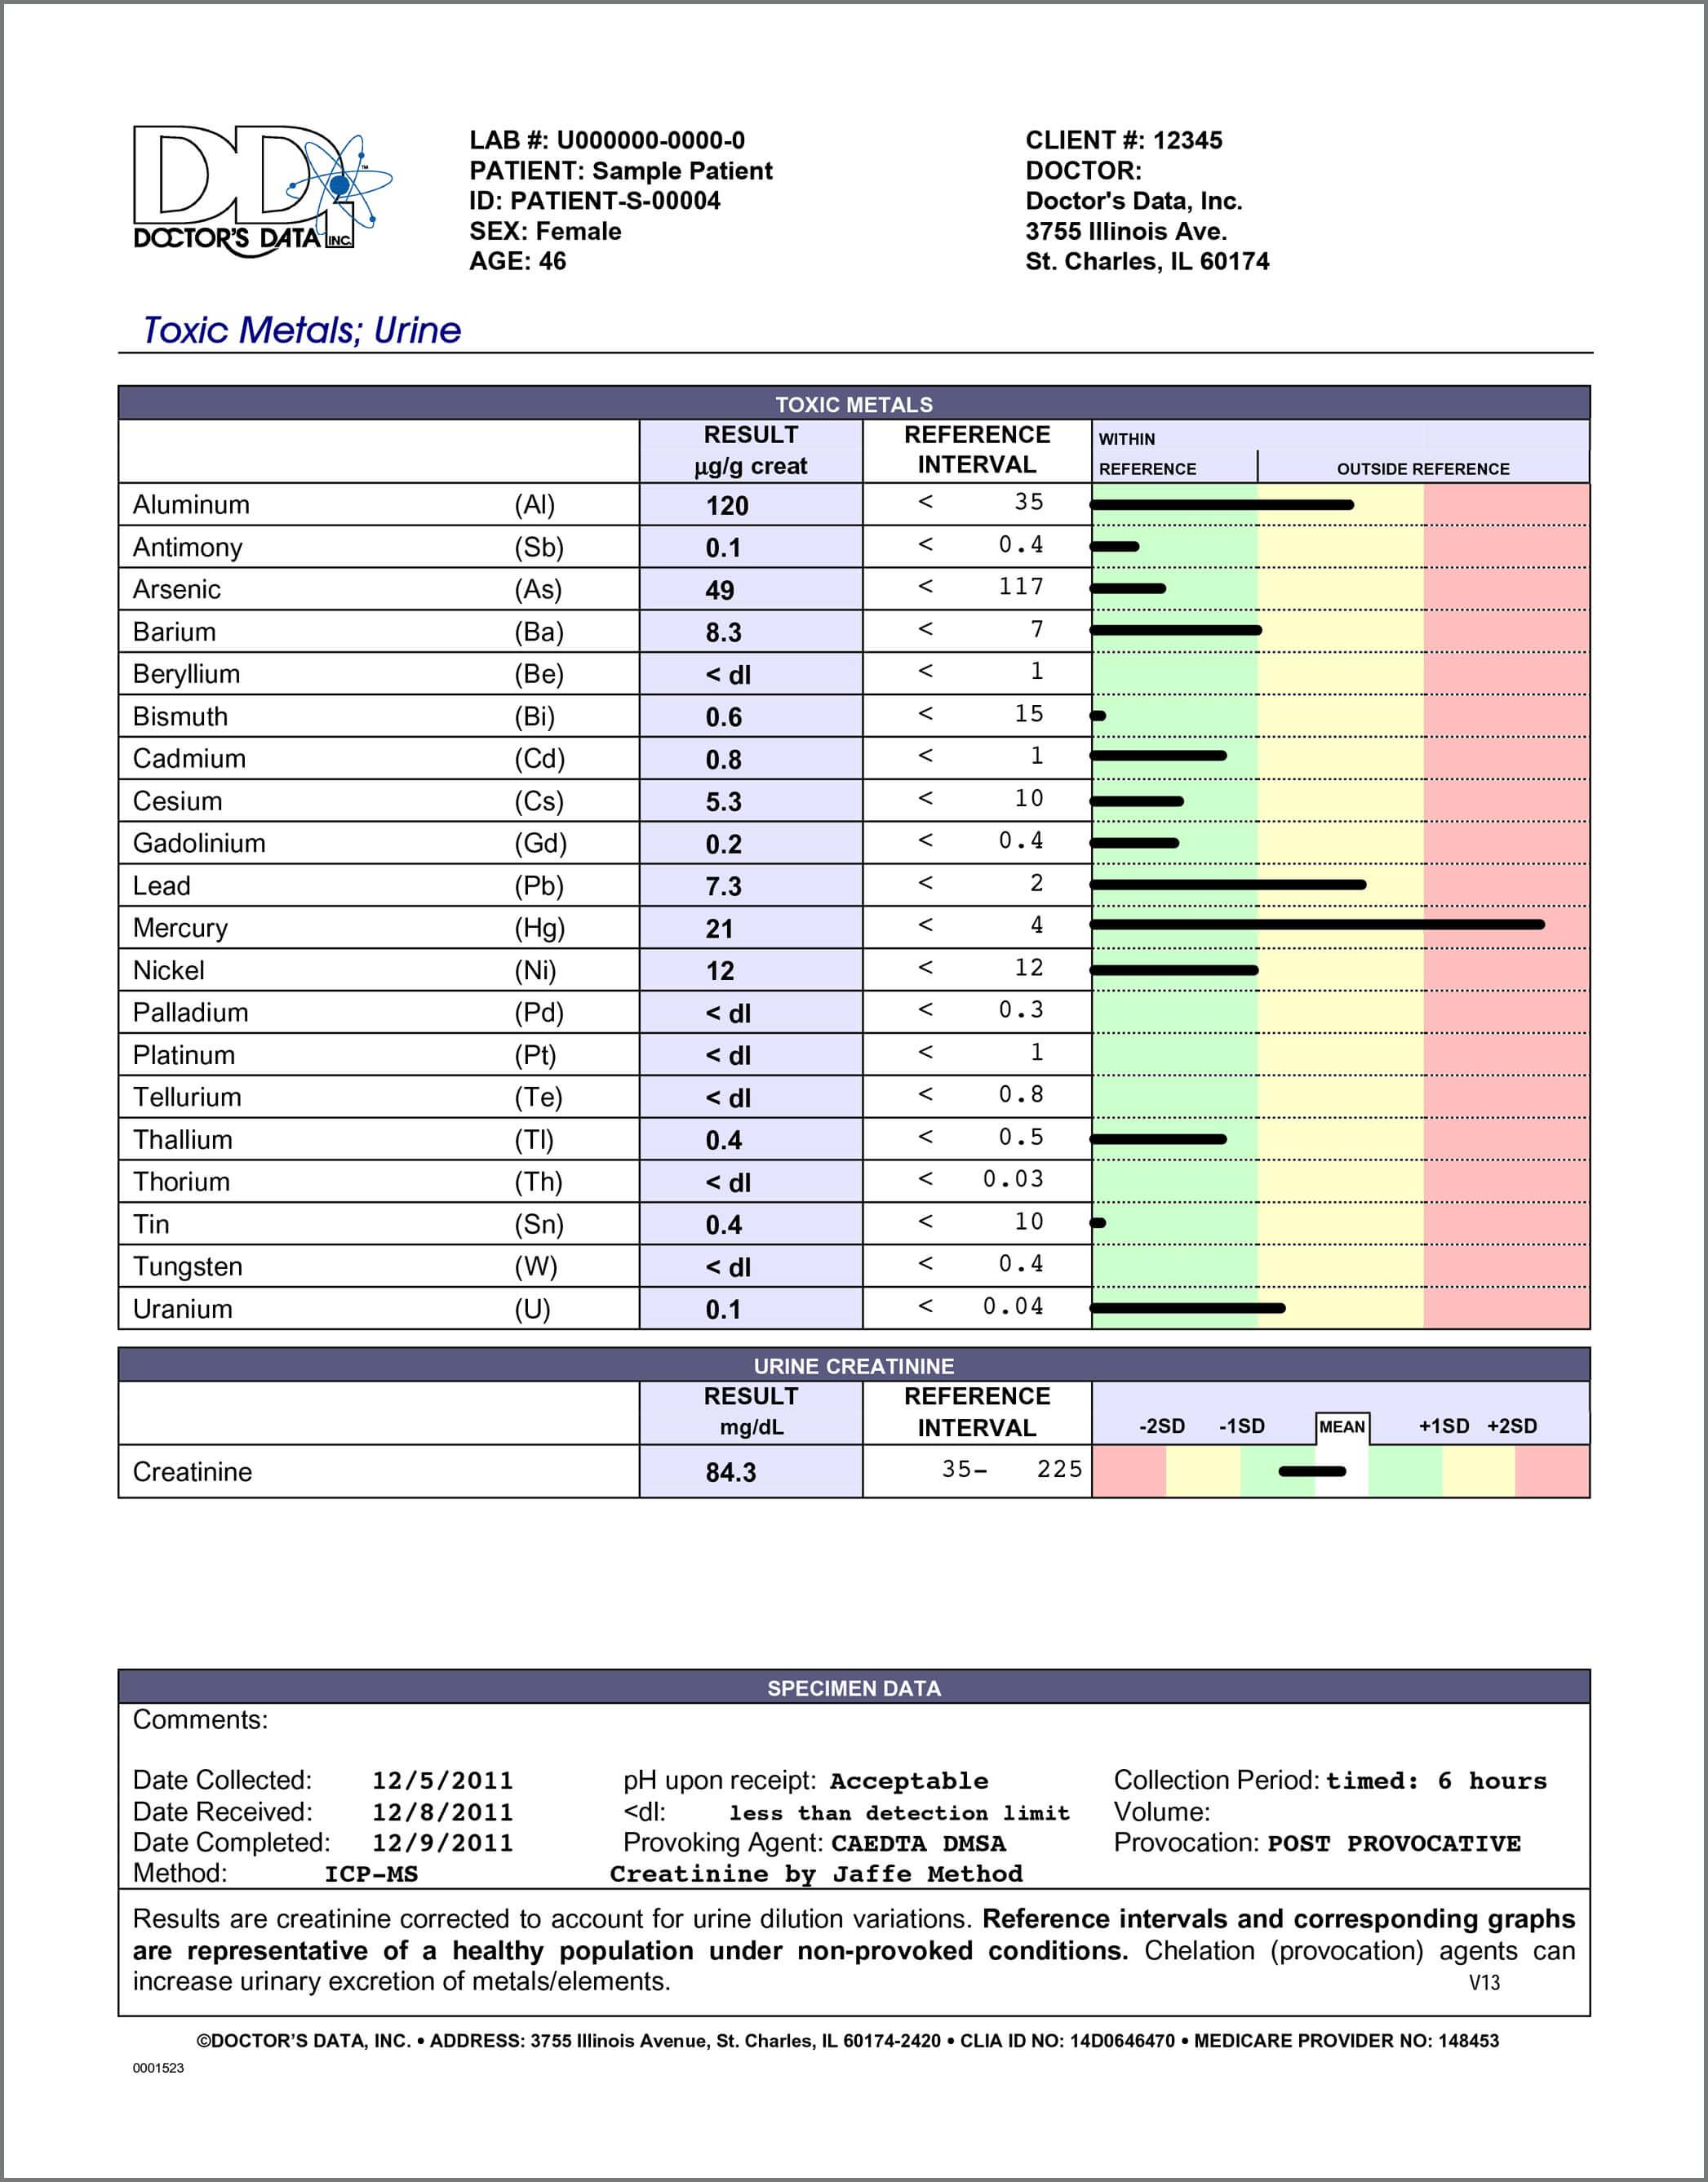 DDI
DOCTOR'S DATA INC.
™
LAB #: U000000-0000-0
PATIENT: Sample Patient
ID: PATIENT-S-00004
SEX: Female
AGE: 46
CLIENT #: 12345
DOCTOR:
Doctor's Data, Inc.
3755 Illinois Ave.
St. Charles, IL 60174
Toxic Metals; Urine
TOXIC METALS
RESULT µg/g creat REFERENCE INTERVAL WITHIN REFERENCE OUTSIDE REFERENCE
Aluminum (Al) 120 < 35
Antimony (Sb) 0.1 < 0.4
Arsenic (As) 49 < 117
Barium (Ba) 8.3 < 7
Beryllium (Be) < dl < 1
Bismuth (Bi) 0.6 < 15
Cadmium (Cd) 0.8 < 1
Cesium (Cs) 5.3 < 10
Gadolinium (Gd) 0.2 < 0.4
Lead (Pb) 7.3 < 2
Mercury (Hg) 21 < 4
Nickel (Ni) 12 < 12
Palladium (Pd) < dl < 0.3
Platinum (Pt) < dl < 1
Tellurium (Te) < dl < 0.8
Thallium (Tl) 0.4 < 0.5
Thorium (Th) < dl < 0.03
Tin (Sn) 0.4 < 10
Tungsten (W) < dl < 0.4
Uranium (U) 0.1 < 0.04
URINE CREATININE
RESULT mg/dL REFERENCE INTERVAL -2SD -1SD MEAN +1SD +2SD
Creatinine 84.3 35- 225
SPECIMEN DATA
Comments:
Date Collected: 12/5/2011 pH upon receipt: Acceptable Collection Period: timed: 6 hours
Date Received: 12/8/2011 <dl: less than detection limit Volume:
Date Completed: 12/9/2011 Provoking Agent: CAEDTA DMSA Provocation: POST PROVOCATIVE
Method: ICP-MS Creatinine by Jaffe Method
Results are creatinine corrected to account for urine dilution variations. Reference intervals and corresponding graphs
are representative of a healthy population under non-provoked conditions. Chelation (provocation) agents can
increase urinary excretion of metals/elements. V13
©DOCTOR'S DATA, INC. • ADDRESS: 3755 Illinois Avenue, St. Charles, IL 60174-2420 • CLIA ID NO: 14D0646470 • MEDICARE PROVIDER NO: 148453
0001523